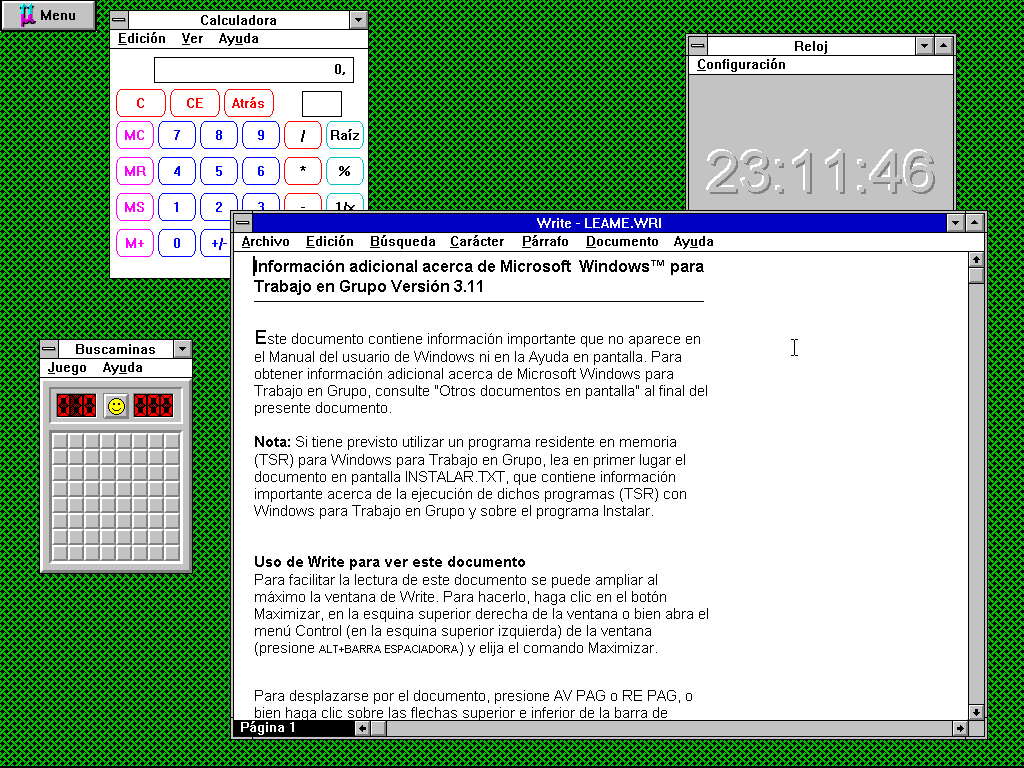 Menu
Calculadora
Edición Ver Ayuda
0,
C CE Atrás
MC 7 8 9 / Raíz
MR 4 5 6 * %
MS 1 2 3 - 1/x
M+ 0 +/-
Reloj
Configuración
23:11:46
Buscaminas
Juego Ayuda
Write - LEAME.WRI
Archivo Edición Búsqueda Carácter Párrafo Documento Ayuda
Información adicional acerca de Microsoft Windows™ para
Trabajo en Grupo Versión 3.11
Este documento contiene información importante que no aparece en
el Manual del usuario de Windows ni en la Ayuda en pantalla. Para
obtener información adicional acerca de Microsoft Windows para
Trabajo en Grupo, consulte "Otros documentos en pantalla" al final del
presente documento.
Nota: Si tiene previsto utilizar un programa residente en memoria
(TSR) para Windows para Trabajo en Grupo, lea en primer lugar el
documento en pantalla INSTALAR.TXT, que contiene información
importante acerca de la ejecución de dichos programas (TSR) con
Windows para Trabajo en Grupo y sobre el programa Instalar.
Uso de Write para ver este documento
Para facilitar la lectura de este documento se puede ampliar al
máximo la ventana de Write. Para hacerlo, haga clic en el botón
Maximizar, en la esquina superior derecha de la ventana o bien abra el
menú Control (en la esquina superior izquierda) de la ventana
(presione ALT+BARRA ESPACIADORA) y elija el comando Maximizar.
Para desplazarse por el documento, presione AV PAG o RE PAG, o
bien haga clic sobre las flechas superior e inferior de la barra de
Página 1